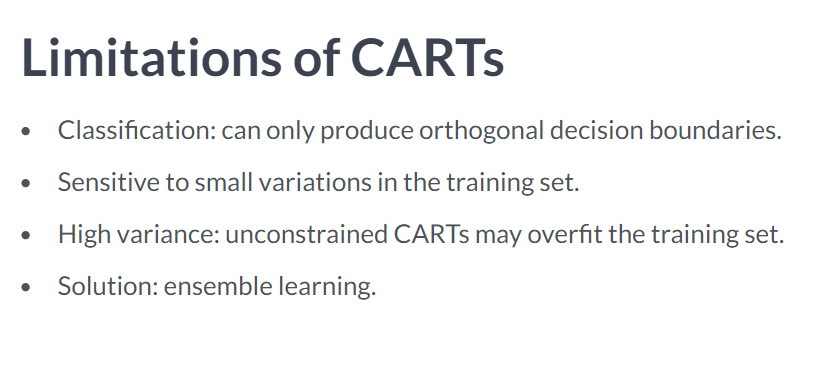 Limitations of CARTs
• Classification: can only produce orthogonal decision boundaries.
• Sensitive to small variations in the training set.
• High variance: unconstrained CARTs may overfit the training set.
• Solution: ensemble learning.